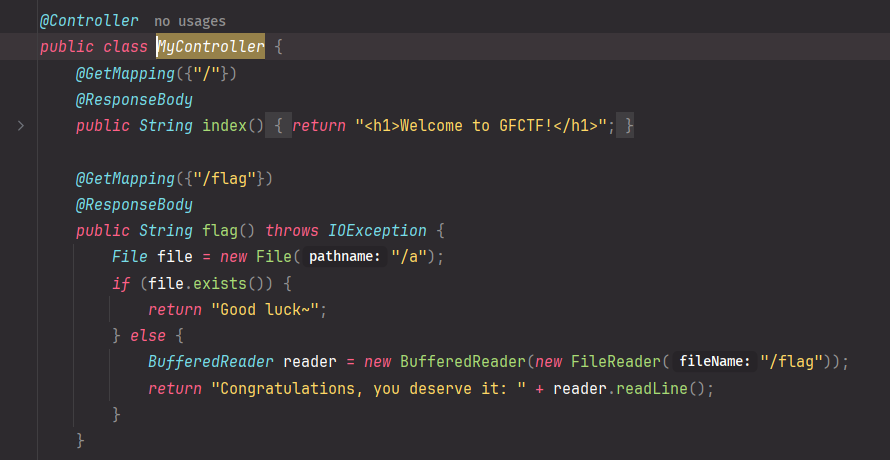 @Controller no usages
public class MyController {
@GetMapping({"/"})
@ResponseBody
public String index() { return "<h1>Welcome to GFCTF!</h1>"; }
@GetMapping({"/flag"})
@ResponseBody
public String flag() throws IOException {
File file = new File( pathname: "/a");
if (file.exists()) {
return "Good luck~";
} else {
BufferedReader reader = new BufferedReader(new FileReader( fileName: "/flag"));
return "Congratulations, you deserve it: " + reader.readLine();
}
}